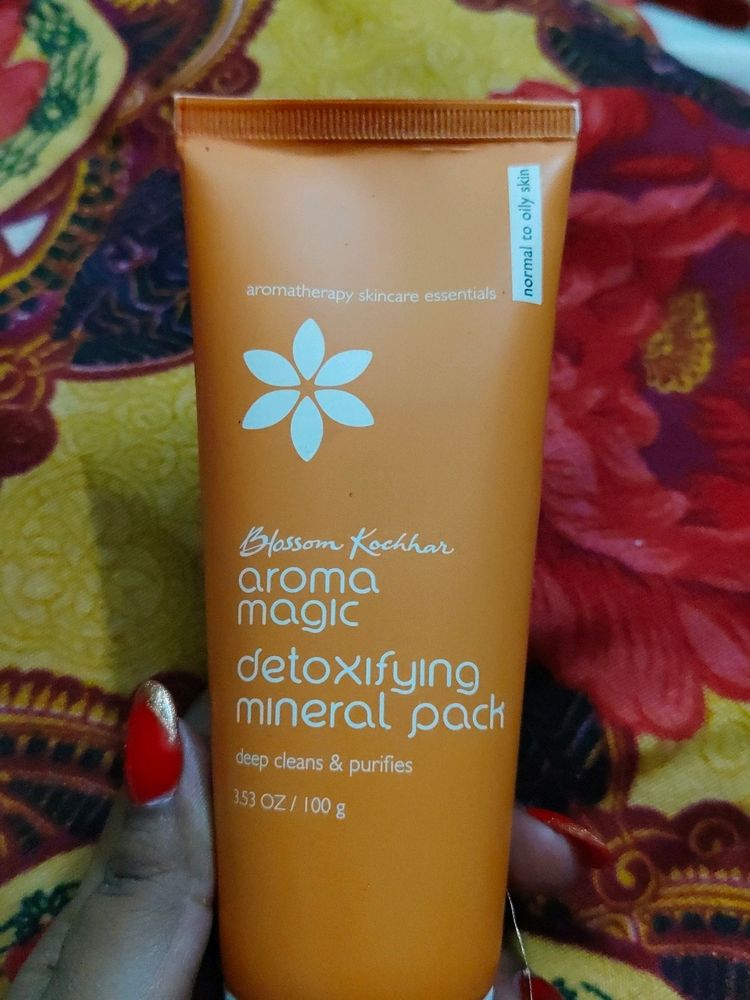 normal to oily skin
aromatherapy skincare essentials
Blossom Kochhar
aroma
magic
detoxifying
mineral pack
deep cleans & purifies
3.53 OZ / 100 g